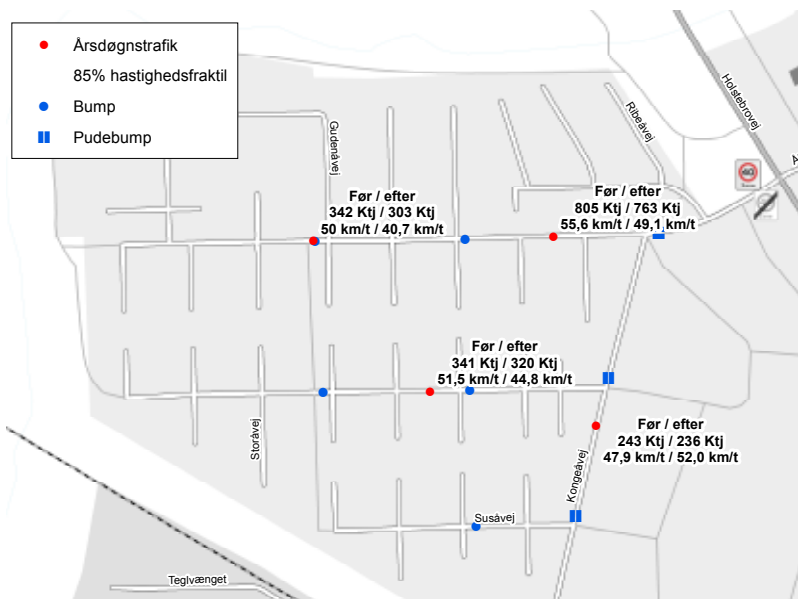 Årsdøgnstrafik
85% hastighedsfraktil
Bump
Pudebump
Holstebrovej
Ribeåvej
Gudenåvej
A
Før / efter
342 Ktj / 303 Ktj
50 km/t / 40,7 km/t
Før / efter
805 Ktj / 763 Ktj
55,6 km/t / 49,1 km/t
Før / efter
341 Ktj / 320 Ktj
51,5 km/t / 44,8 km/t
Før / efter
243 Ktj / 236 Ktj
47,9 km/t / 52,0 km/t
Storåvej
Kongeåvej
Susåvej
Teglvænget